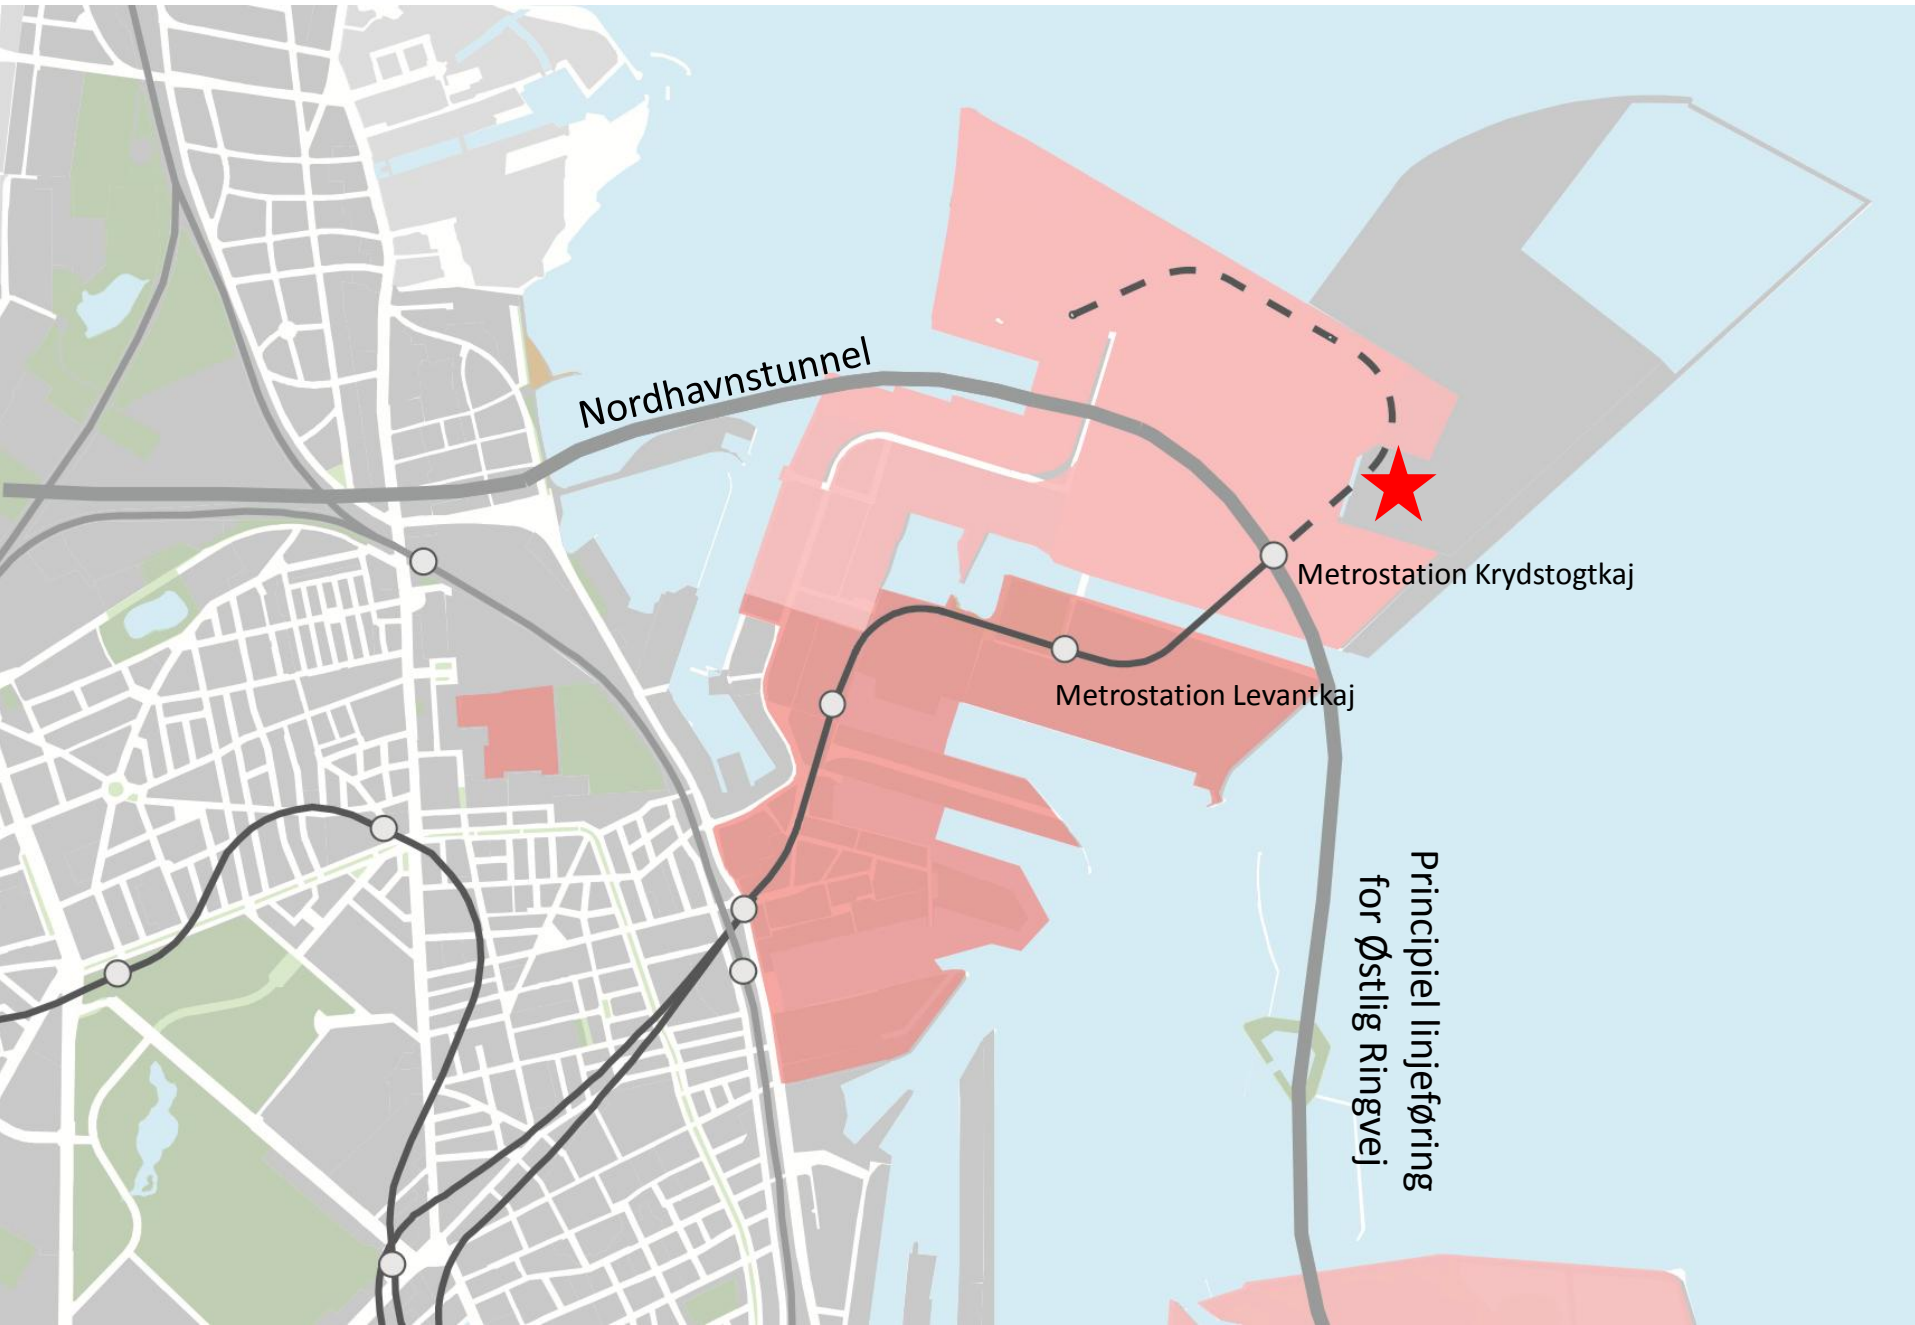 Nordhavnstunnel
Metrostation Krydstogtkaj
Metrostation Levantkaj
Principiel linjeføring
for Østlig Ringvej